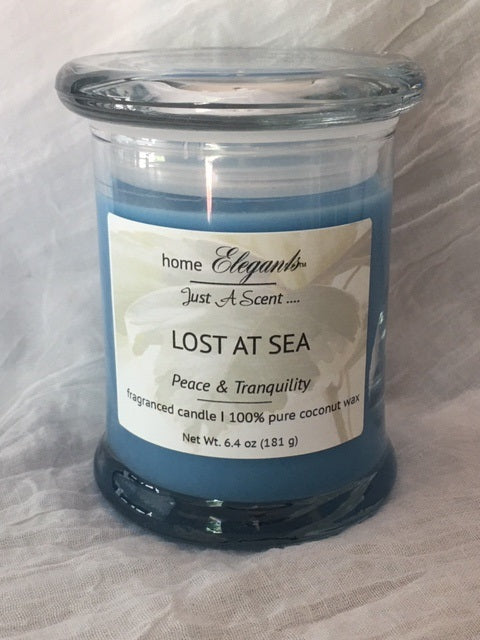 home Elegants™
Just A Scent ....
LOST AT SEA
Peace & Tranquility
fragranced candle | 100% pure coconut wax
Net Wt. 6.4 oz (181 g)